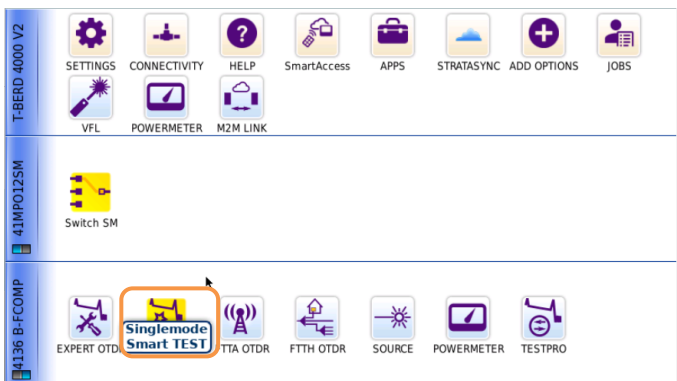 T-BERD 4000 V2
SETTINGS
CONNECTIVITY
HELP
SmartAccess
APPS
STRATASYNC
ADD OPTIONS
JOBS
VFL
POWERMETER
M2M LINK
41MPO12SM
Switch SM
4136 B-FCOMP
EXPERT OTD
Singlemode
Smart TEST
TTA OTDR
FTTH OTDR
SOURCE
POWERMETER
TESTPRO